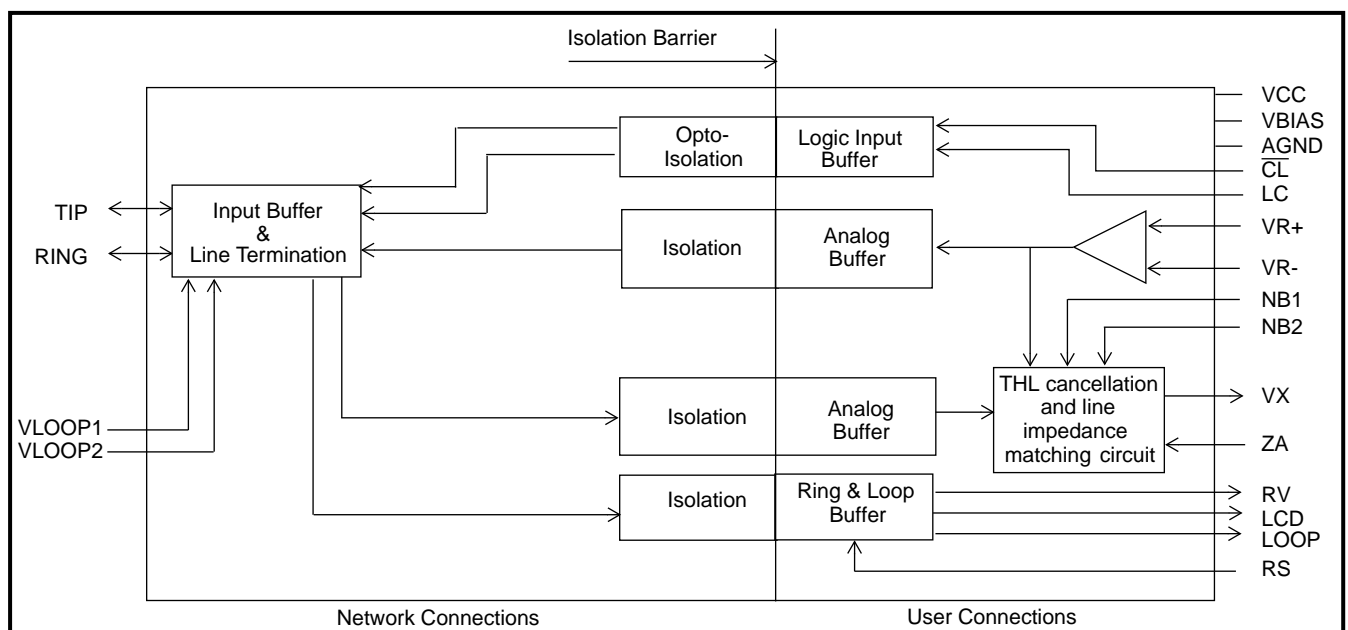 Isolation Barrier
VCC
VBIAS
AGND
CL
LC
Opto-
Isolation
Logic Input
Buffer
TIP
RING
Input Buffer
&
Line Termination
Isolation
Analog
Buffer
VR+
VR-
NB1
NB2
VLOOP1
VLOOP2
Isolation
Analog
Buffer
THL cancellation
and line
impedance
matching circuit
VX
ZA
Isolation
Ring & Loop
Buffer
RV
LCD
LOOP
RS
Network Connections
User Connections